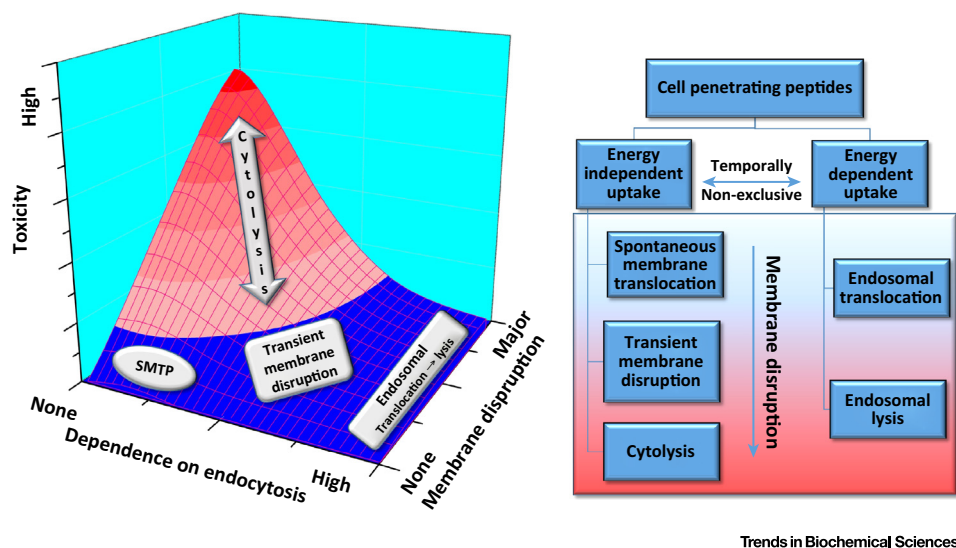 High
Toxicity
None
Dependence on endocytosis
High
None
Membrane dispruption
Major
Cytolysis
SMTP
Transient
membrane
disruption
Endosomal
Translocation → lysis
Cell penetrating peptides
Energy
independent
uptake
Temporally
Non-exclusive
Energy
dependent
uptake
Spontaneous
membrane
translocation
Transient
membrane
disruption
Cytolysis
Membrane disruption
Endosomal
translocation
Endosomal
lysis
Trends in Biochemical Sciences